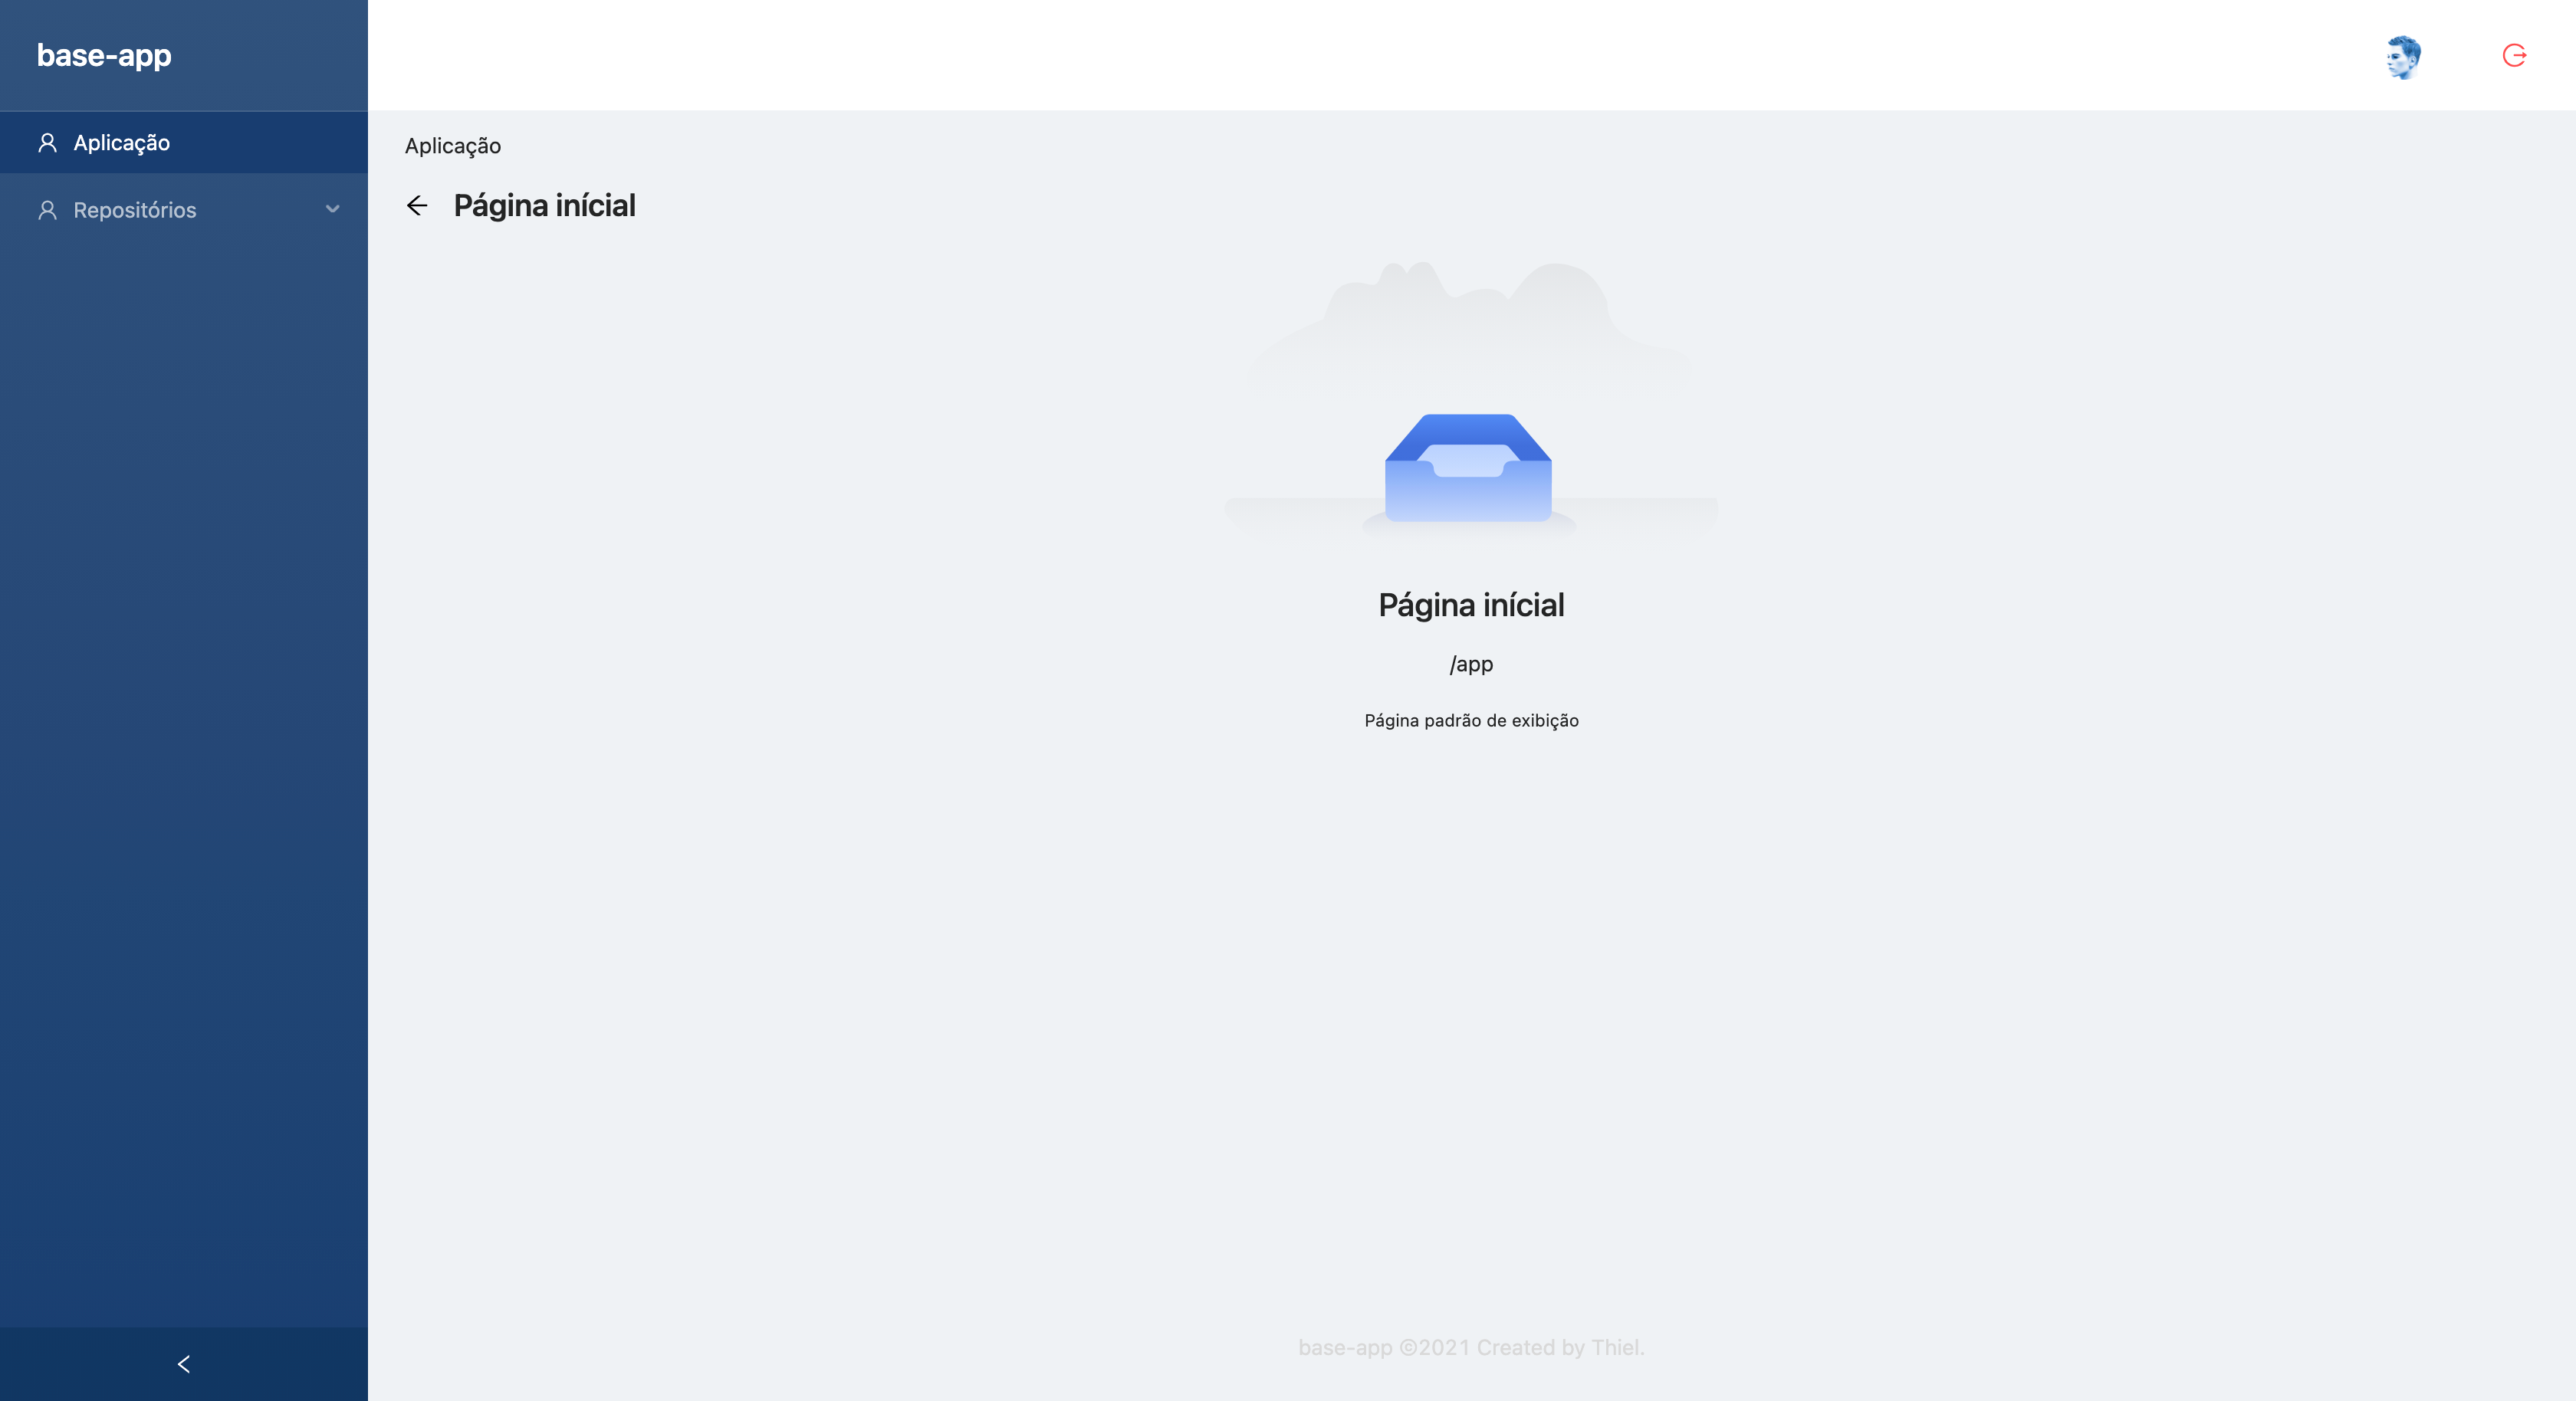 base-app
Aplicação
Repositórios
Aplicação
Página inícial
Página inícial
/app
Página padrão de exibição
base-app ©2021 Created by Thiel.